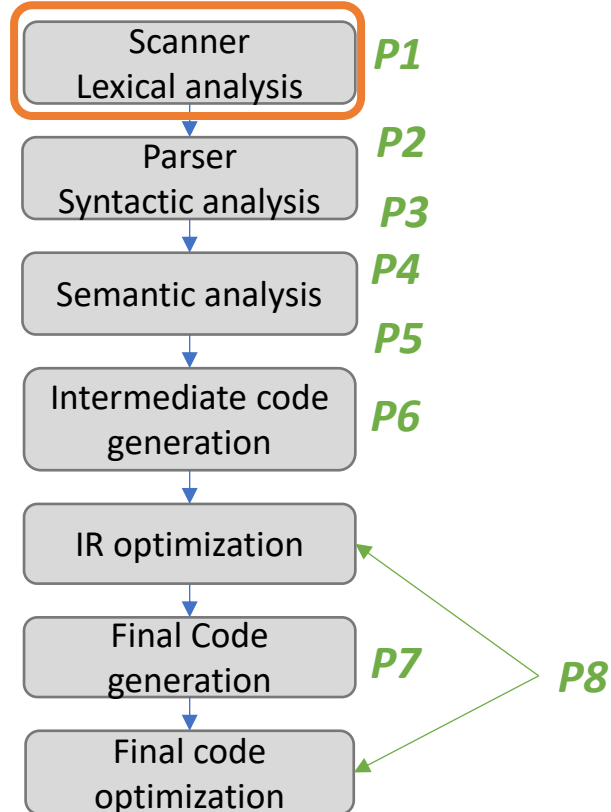 Scanner
Lexical analysis
P1
P2
Parser
Syntactic analysis
P3
P4
Semantic analysis
P5
Intermediate code
generation
P6
IR optimization
Final Code
generation
P7
P8
Final code
optimization